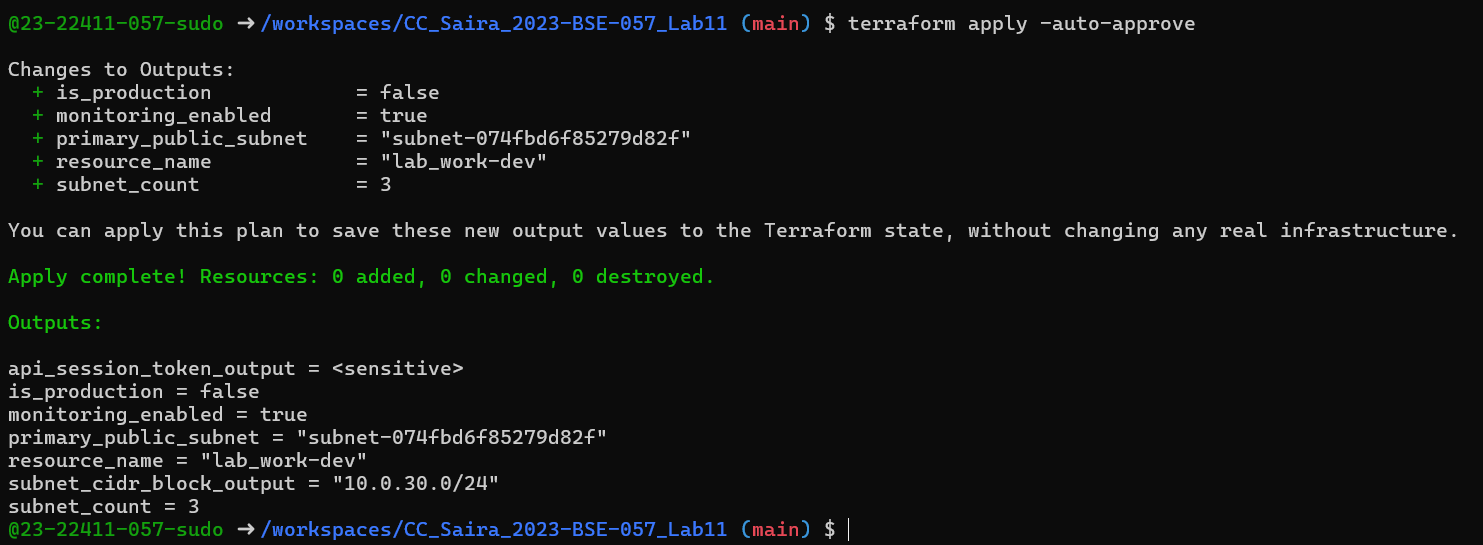 @23-22411-057-sudo ➜ /workspaces/CC_Saira_2023-BSE-057_Lab11 (main) $ terraform apply -auto-approve
Changes to Outputs:
+ is_production = false
+ monitoring_enabled = true
+ primary_public_subnet = "subnet-074fbd6f85279d82f"
+ resource_name = "lab_work-dev"
+ subnet_count = 3
You can apply this plan to save these new output values to the Terraform state, without changing any real infrastructure.
Apply complete! Resources: 0 added, 0 changed, 0 destroyed.
Outputs:
api_session_token_output = <sensitive>
is_production = false
monitoring_enabled = true
primary_public_subnet = "subnet-074fbd6f85279d82f"
resource_name = "lab_work-dev"
subnet_cidr_block_output = "10.0.30.0/24"
subnet_count = 3
@23-22411-057-sudo ➜ /workspaces/CC_Saira_2023-BSE-057_Lab11 (main) $